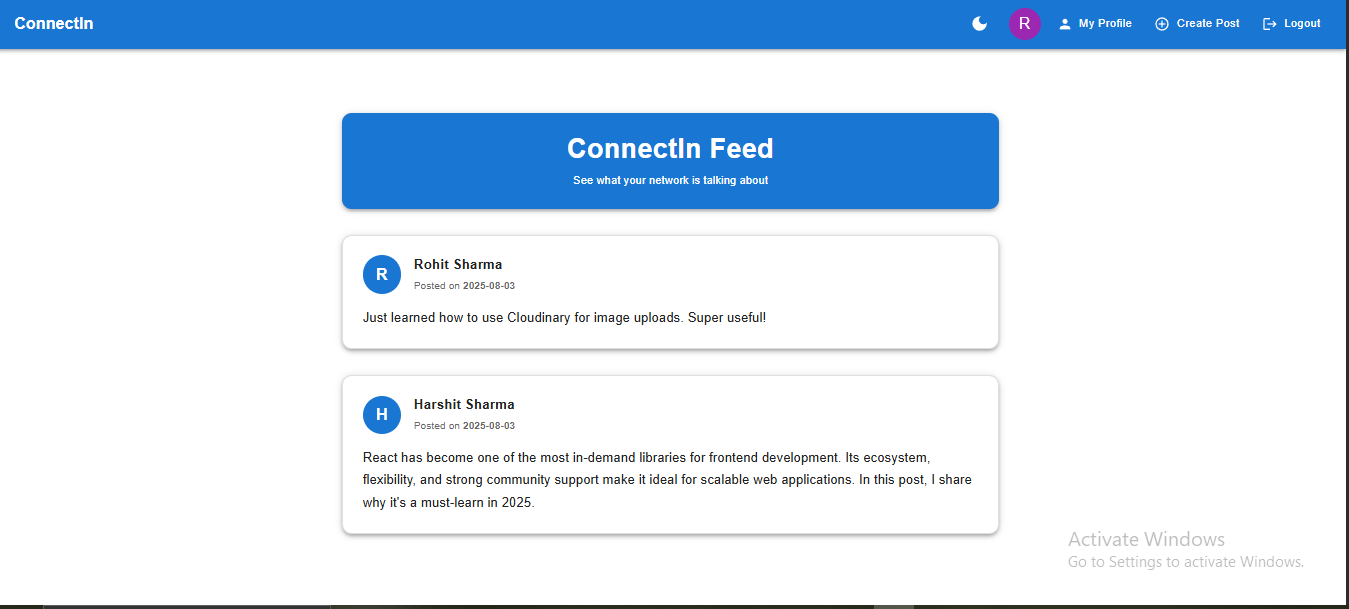 ConnectIn
R
My Profile
Create Post
Logout
ConnectIn Feed
See what your network is talking about
R
Rohit Sharma
Posted on 2025-08-03
Just learned how to use Cloudinary for image uploads. Super useful!
H
Harshit Sharma
Posted on 2025-08-03
React has become one of the most in-demand libraries for frontend development. Its ecosystem,
flexibility, and strong community support make it ideal for scalable web applications. In this post, I share
why it's a must-learn in 2025.
Activate Windows
Go to Settings to activate Windows.